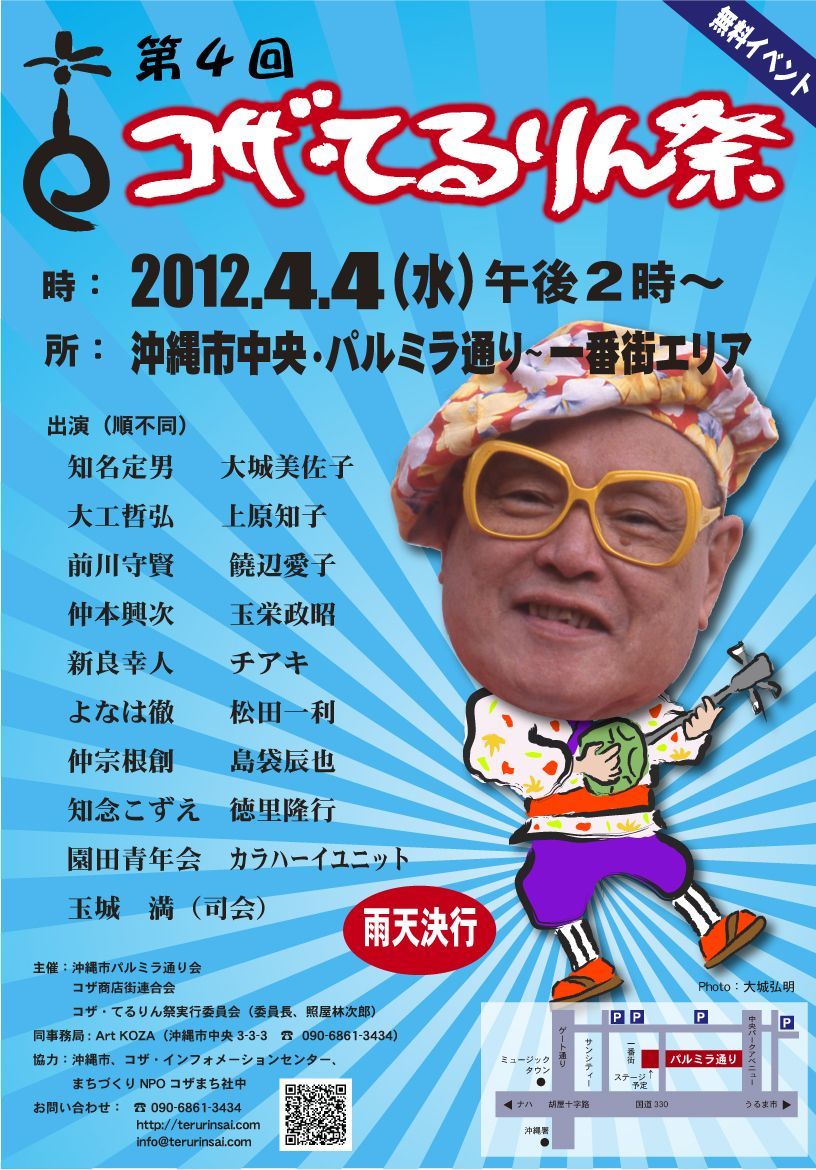 無料イベント
第4回
コザ・てるりん祭
時： 2012.4.4（水）午後2時～
所： 沖縄市中央・パルミラ通り~一番街エリア
出演（順不同）
知名定男 大城美佐子
大工哲弘 上原知子
前川守賢 饒辺愛子
仲本興次 玉栄政昭
新良幸人 チアキ
よなは徹 松田一利
仲宗根創 島袋辰也
知念こずえ 徳里隆行
園田青年会 カラハーイユニット
玉城 満（司会）
雨天決行
主催：沖縄市パルミラ通り会
コザ商店街連合会
コザ・てるりん祭実行委員会（委員長、照屋林次郎）
同事務局：Art KOZA（沖縄市中央3-3-3 ☎ 090-6861-3434）
協力：沖縄市、コザ・インフォメーションセンター、
まちづくりNPOコザまち社中
お問い合わせ： ☎ 090-6861-3434
http://terurinsai.com
info@terurinsai.com
Photo：大城弘明
P P P P
ゲート通り
サンシティー
一番街
パルミラ通り
中央パークアベニュー
ミュージック
タウン
ステージ↑
予定
◀ ナハ 胡屋十字路 国道330 うるま市 ▶
沖縄署